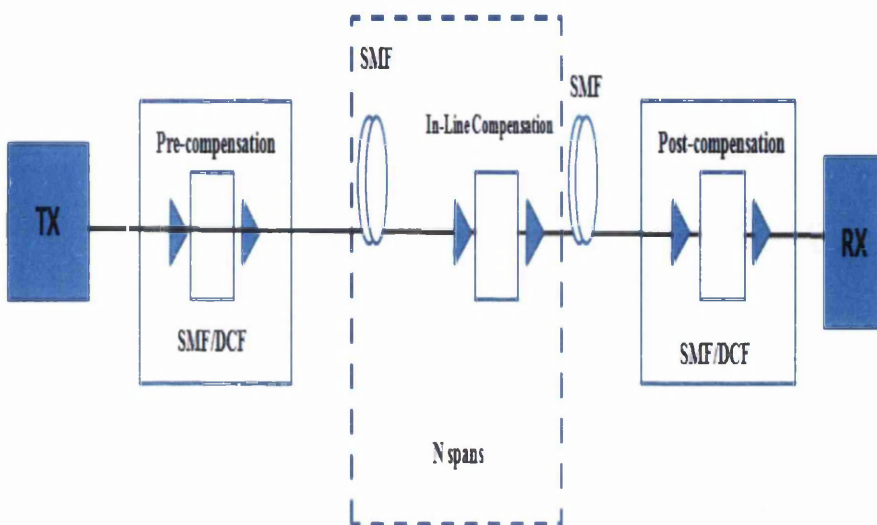 SMF
SMF
In-Line Compensation
Pre-compensation
Post-compensation
TX
RX
SMF/DCF
SMF/DCF
N spans